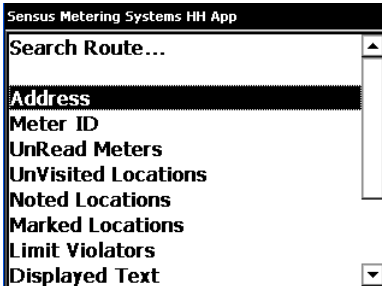 Sensus Metering Systems HH App
Search Route...
Address
Meter ID
UnRead Meters
UnVisited Locations
Noted Locations
Marked Locations
Limit Violators
Displayed Text